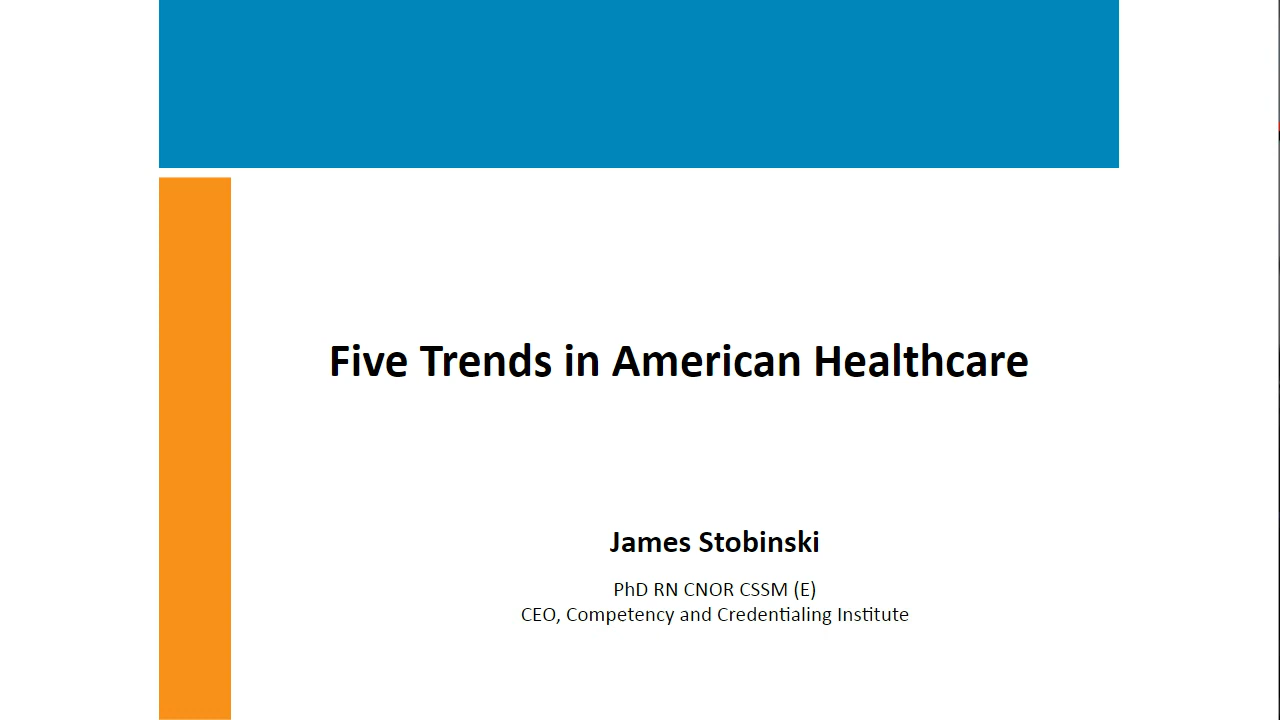 Five Trends in American Healthcare
James Stobinski
PhD RN CNOR CSSM (E)
CEO, Competency and Credentialing Institute